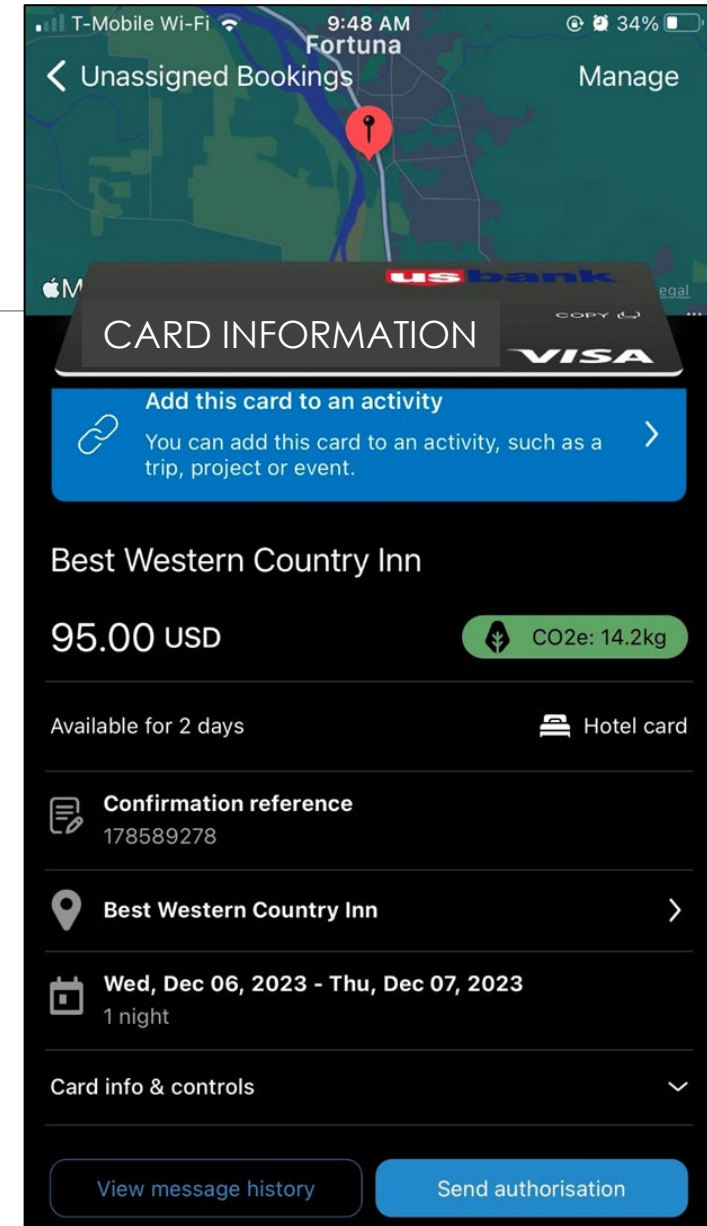 T-Mobile Wi-Fi 9:48 AM 34%
Fortuna
Unassigned Bookings Manage
M
egal
usbank
COPY
CARD INFORMATION
VISA
Add this card to an activity
You can add this card to an activity, such as a
trip, project or event.
Best Western Country Inn
95.00 USD CO2e: 14.2kg
Available for 2 days Hotel card
Confirmation reference
178589278
Best Western Country Inn
Wed, Dec 06, 2023 - Thu, Dec 07, 2023
1 night
Card info & controls
View message history Send authorisation